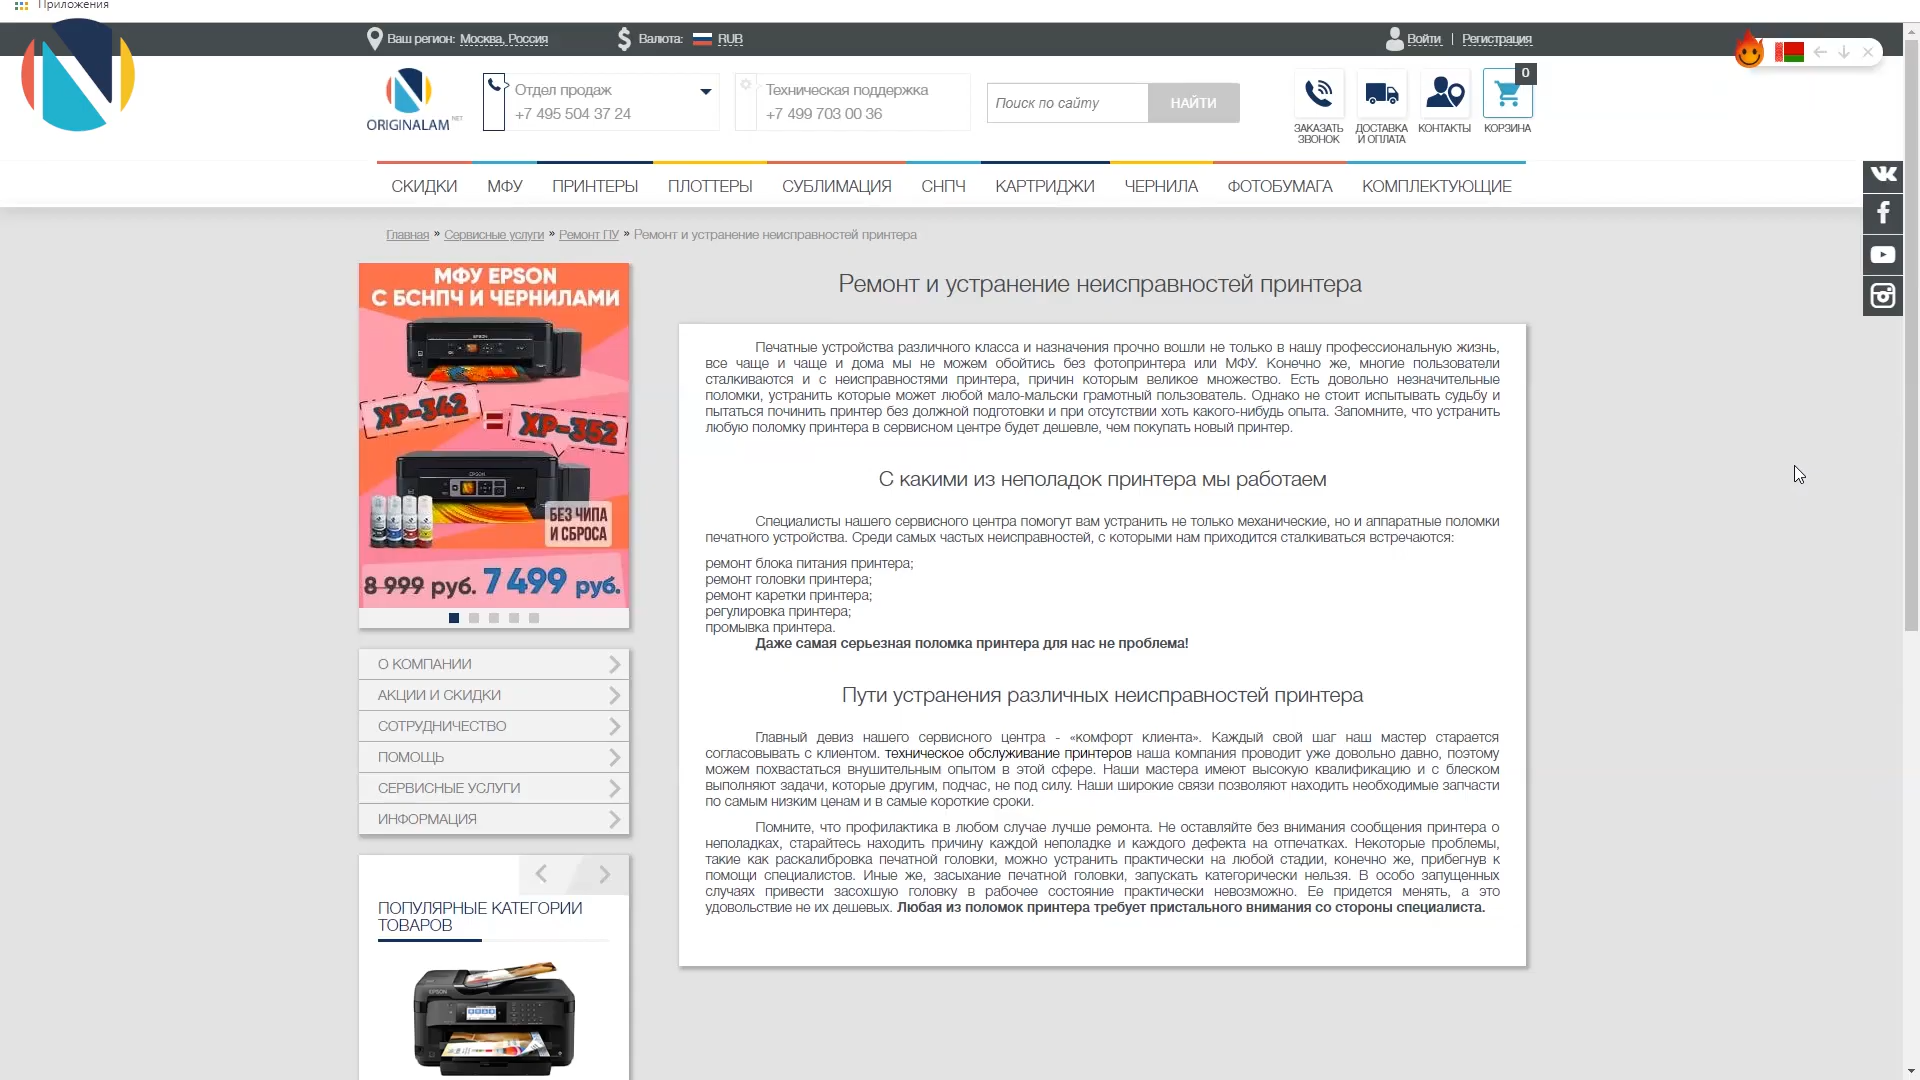 Приложения
Ваш регион: Москва, Россия
Валюта: RUB
Войти | Регистрация
ORIGINALAM NET
Отдел продаж
+7 495 504 37 24
Техническая поддержка
+7 499 703 00 36
Поиск по сайту
НАЙТИ
ЗАКАЗАТЬ
ЗВОНОК
ДОСТАВКА
И ОПЛАТА
КОНТАКТЫ
0
КОРЗИНА
СКИДКИ МФУ ПРИНТЕРЫ ПЛОТТЕРЫ СУБЛИМАЦИЯ СНПЧ КАРТРИДЖИ ЧЕРНИЛА ФОТОБУМАГА КОМПЛЕКТУЮЩИЕ
Главная » Сервисные услуги » Ремонт ПУ » Ремонт и устранение неисправностей принтера
МФУ EPSON
С БСНПЧ И ЧЕРНИЛАМИ
EPSON
XP-342 = XP-352
EPSON
БЕЗ ЧИПА
И СБРОСА
8 999 руб. 7 499 руб.
О КОМПАНИИ
АКЦИИ И СКИДКИ
СОТРУДНИЧЕСТВО
ПОМОЩЬ
СЕРВИСНЫЕ УСЛУГИ
ИНФОРМАЦИЯ
ПОПУЛЯРНЫЕ КАТЕГОРИИ
ТОВАРОВ
EPSON
Ремонт и устранение неисправностей принтера
Печатные устройства различного класса и назначения прочно вошли не только в нашу профессиональную жизнь,
все чаще и чаще и дома мы не можем обойтись без фотопринтера или МФУ. Конечно же, многие пользователи
сталкиваются и с неисправностями принтера, причин которым великое множество. Есть довольно незначительные
поломки, устранить которые может любой мало-мальски грамотный пользователь. Однако не стоит испытывать судьбу и
пытаться починить принтер без должной подготовки и при отсутствии хоть какого-нибудь опыта. Запомните, что устранить
любую поломку принтера в сервисном центре будет дешевле, чем покупать новый принтер.
С какими из неполадок принтера мы работаем
Специалисты нашего сервисного центра помогут вам устранить не только механические, но и аппаратные поломки
печатного устройства. Среди самых частых неисправностей, с которыми нам приходится сталкиваться встречаются:
ремонт блока питания принтера;
ремонт головки принтера;
ремонт каретки принтера;
регулировка принтера;
промывка принтера.
Даже самая серьезная поломка принтера для нас не проблема!
Пути устранения различных неисправностей принтера
Главный девиз нашего сервисного центра - «комфорт клиента». Каждый свой шаг наш мастер старается
согласовывать с клиентом. техническое обслуживание принтеров наша компания проводит уже довольно давно, поэтому
можем похвастаться внушительным опытом в этой сфере. Наши мастера имеют высокую квалификацию и с блеском
выполняют задачи, которые другим, подчас, не под силу. Наши широкие связи позволяют находить необходимые запчасти
по самым низким ценам и в самые короткие сроки.
Помните, что профилактика в любом случае лучше ремонта. Не оставляйте без внимания сообщения принтера о
неполадках, старайтесь находить причину каждой неполадке и каждого дефекта на отпечатках. Некоторые проблемы,
такие как раскалибровка печатной головки, можно устранить практически на любой стадии, конечно же, прибегнув к
помощи специалистов. Иные же, засыхание печатной головки, запускать категорически нельзя. В особо запущенных
случаях привести засохшую головку в рабочее состояние практически невозможно. Ее придется менять, а это
удовольствие не их дешевых. Любая из поломок принтера требует пристального внимания со стороны специалиста.